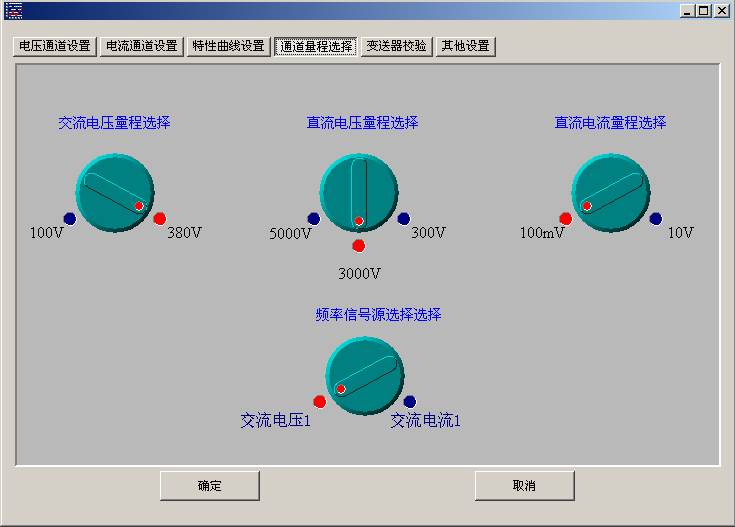 电压通道设置 电流通道设置 特性曲线设置 通道量程选择 变送器校验 其他设置
交流电压量程选择 直流电压量程选择 直流电流量程选择
100V 380V 5000V 300V 100mV 10V
3000V
频率信号源选择选择
交流电压1 交流电流1
确定 取消